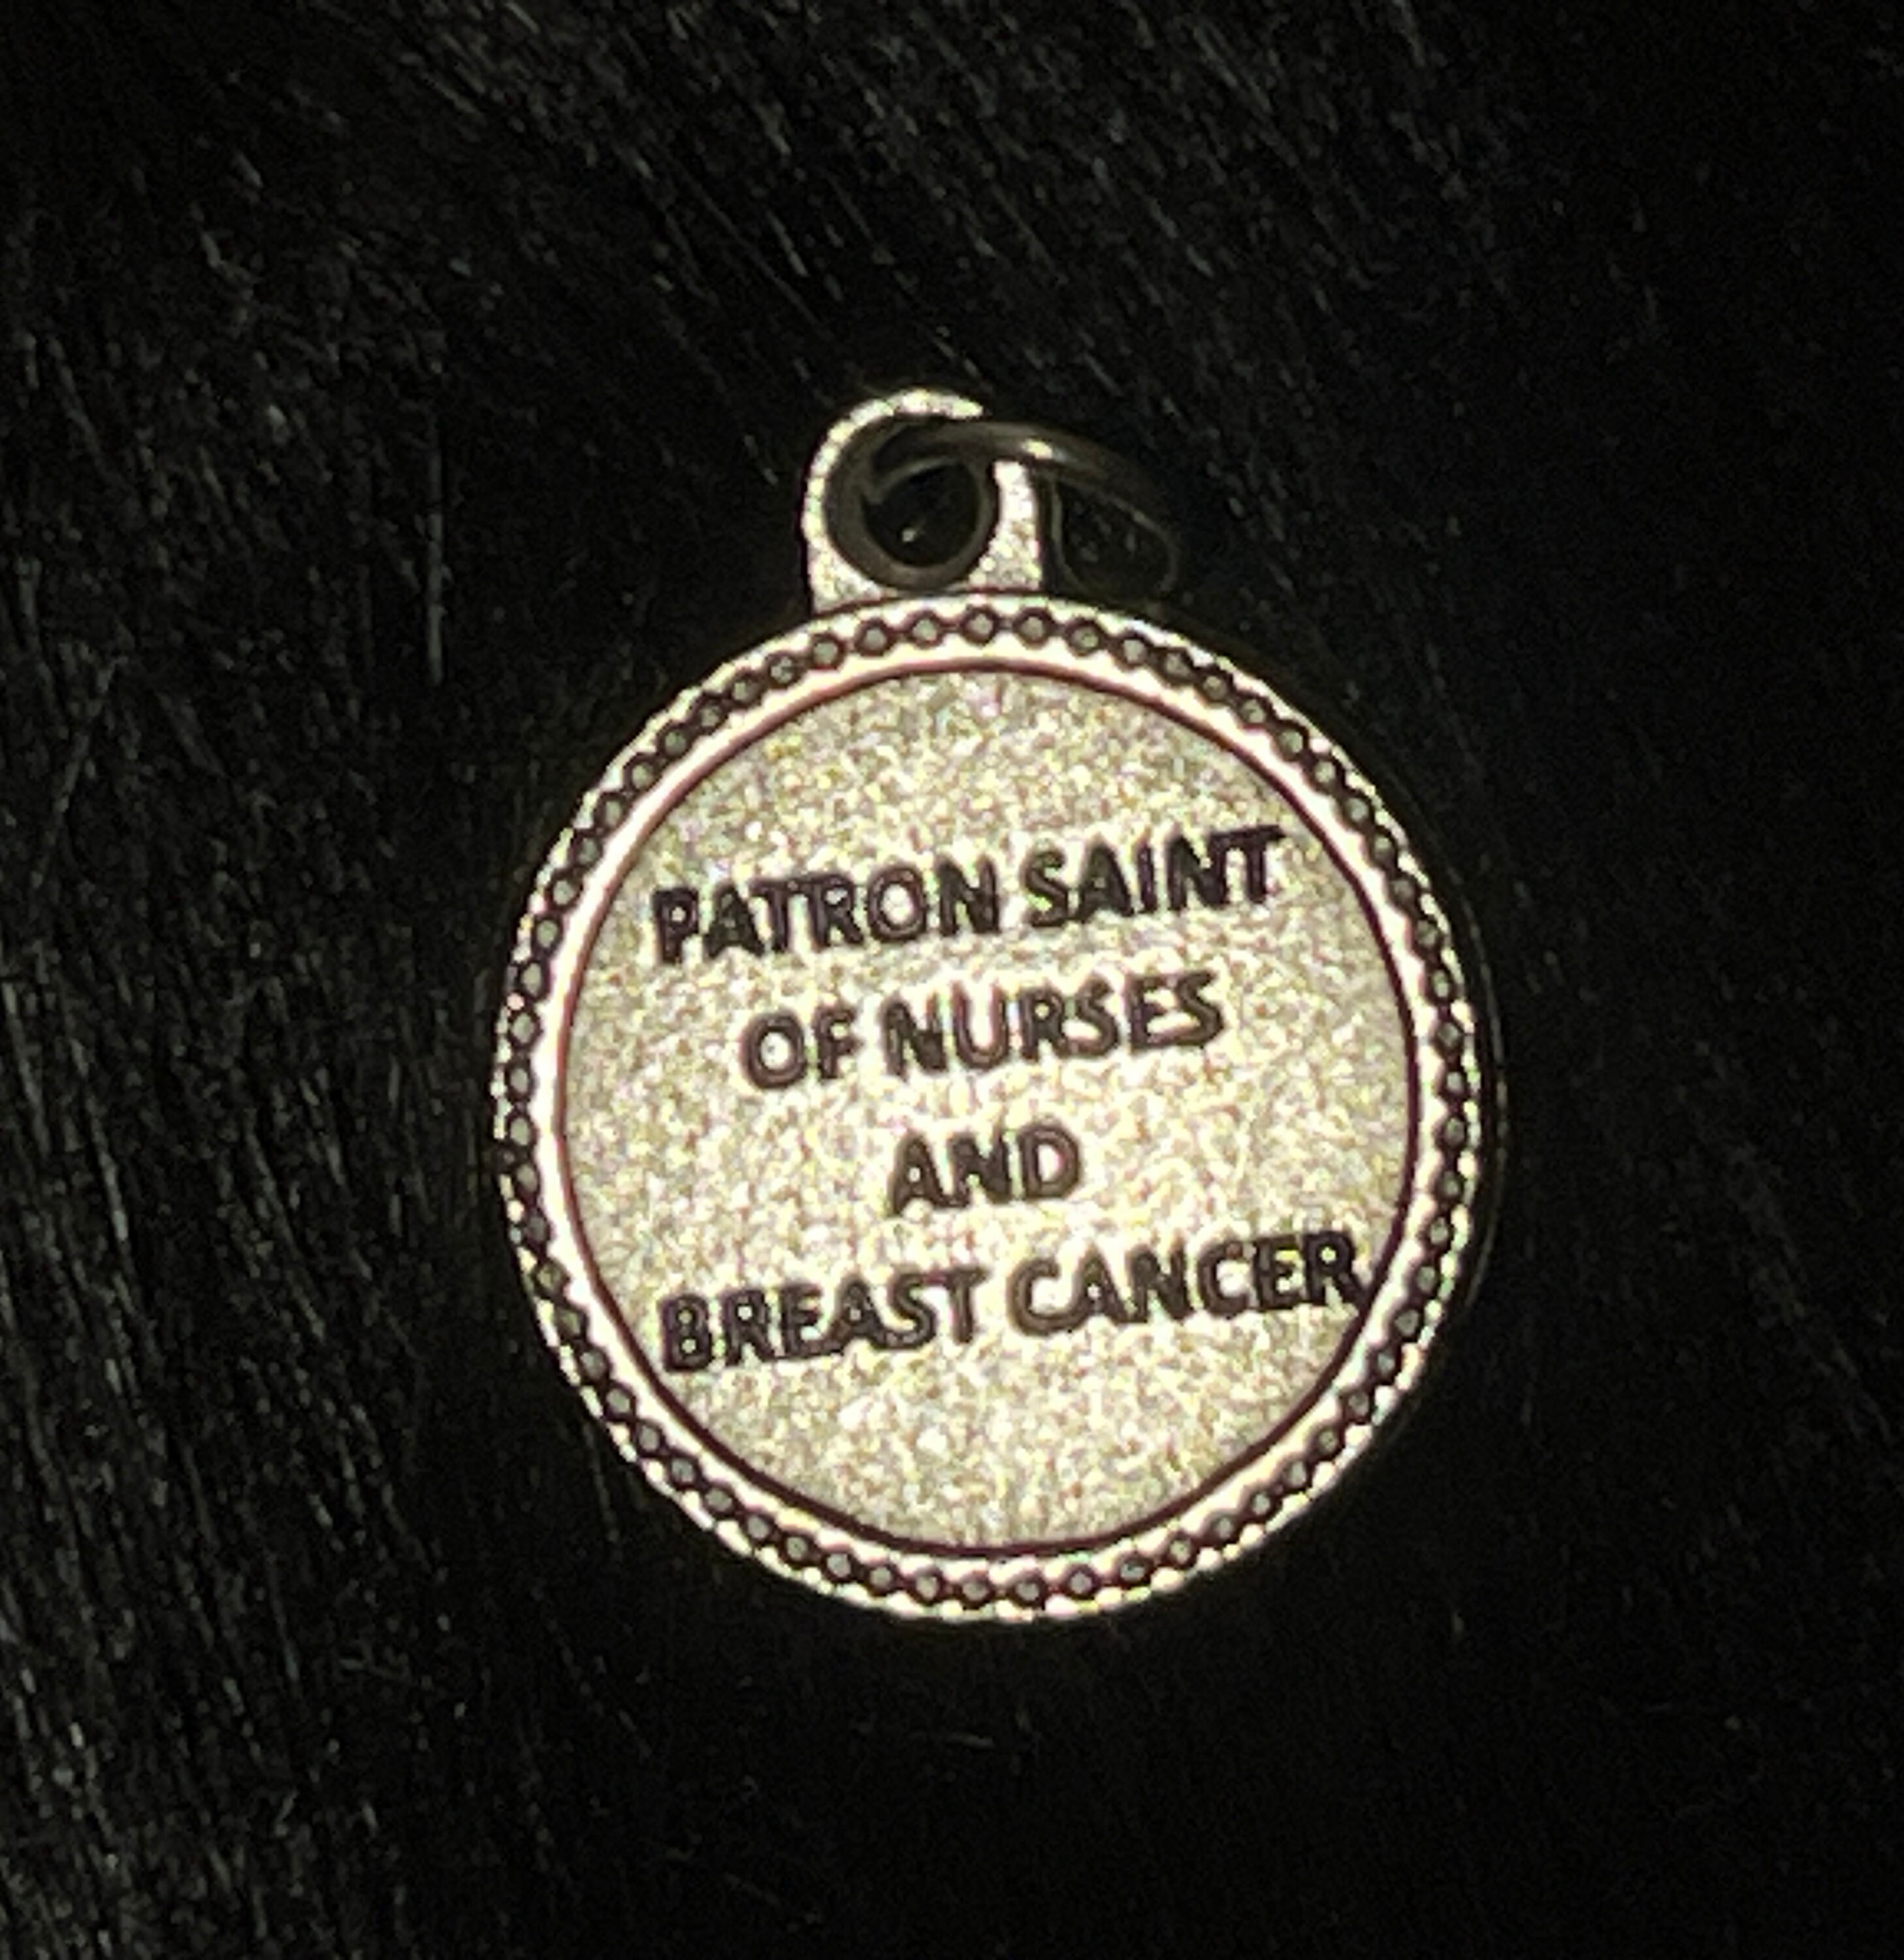 PATRON SAINT
OF NURSES
AND
BREAST CANCER